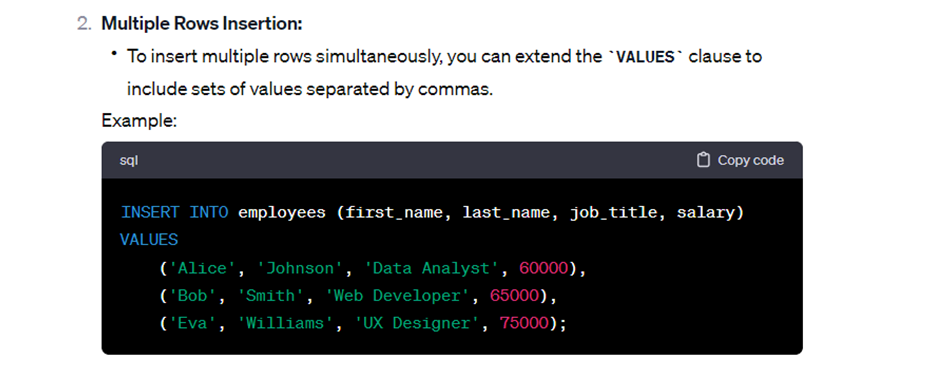 2. Multiple Rows Insertion:
• To insert multiple rows simultaneously, you can extend the `VALUES` clause to
include sets of values separated by commas.
Example:
sql Copy code
INSERT INTO employees (first_name, last_name, job_title, salary)
VALUES
('Alice', 'Johnson', 'Data Analyst', 60000),
('Bob', 'Smith', 'Web Developer', 65000),
('Eva', 'Williams', 'UX Designer', 75000);